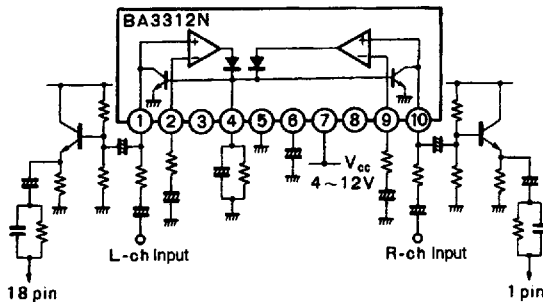 BA3312N
+
−
+
−
1 2 3 4 5 6 7 8 9 10
Vcc
4~12V
L-ch Input
R-ch Input
18 pin
1 pin